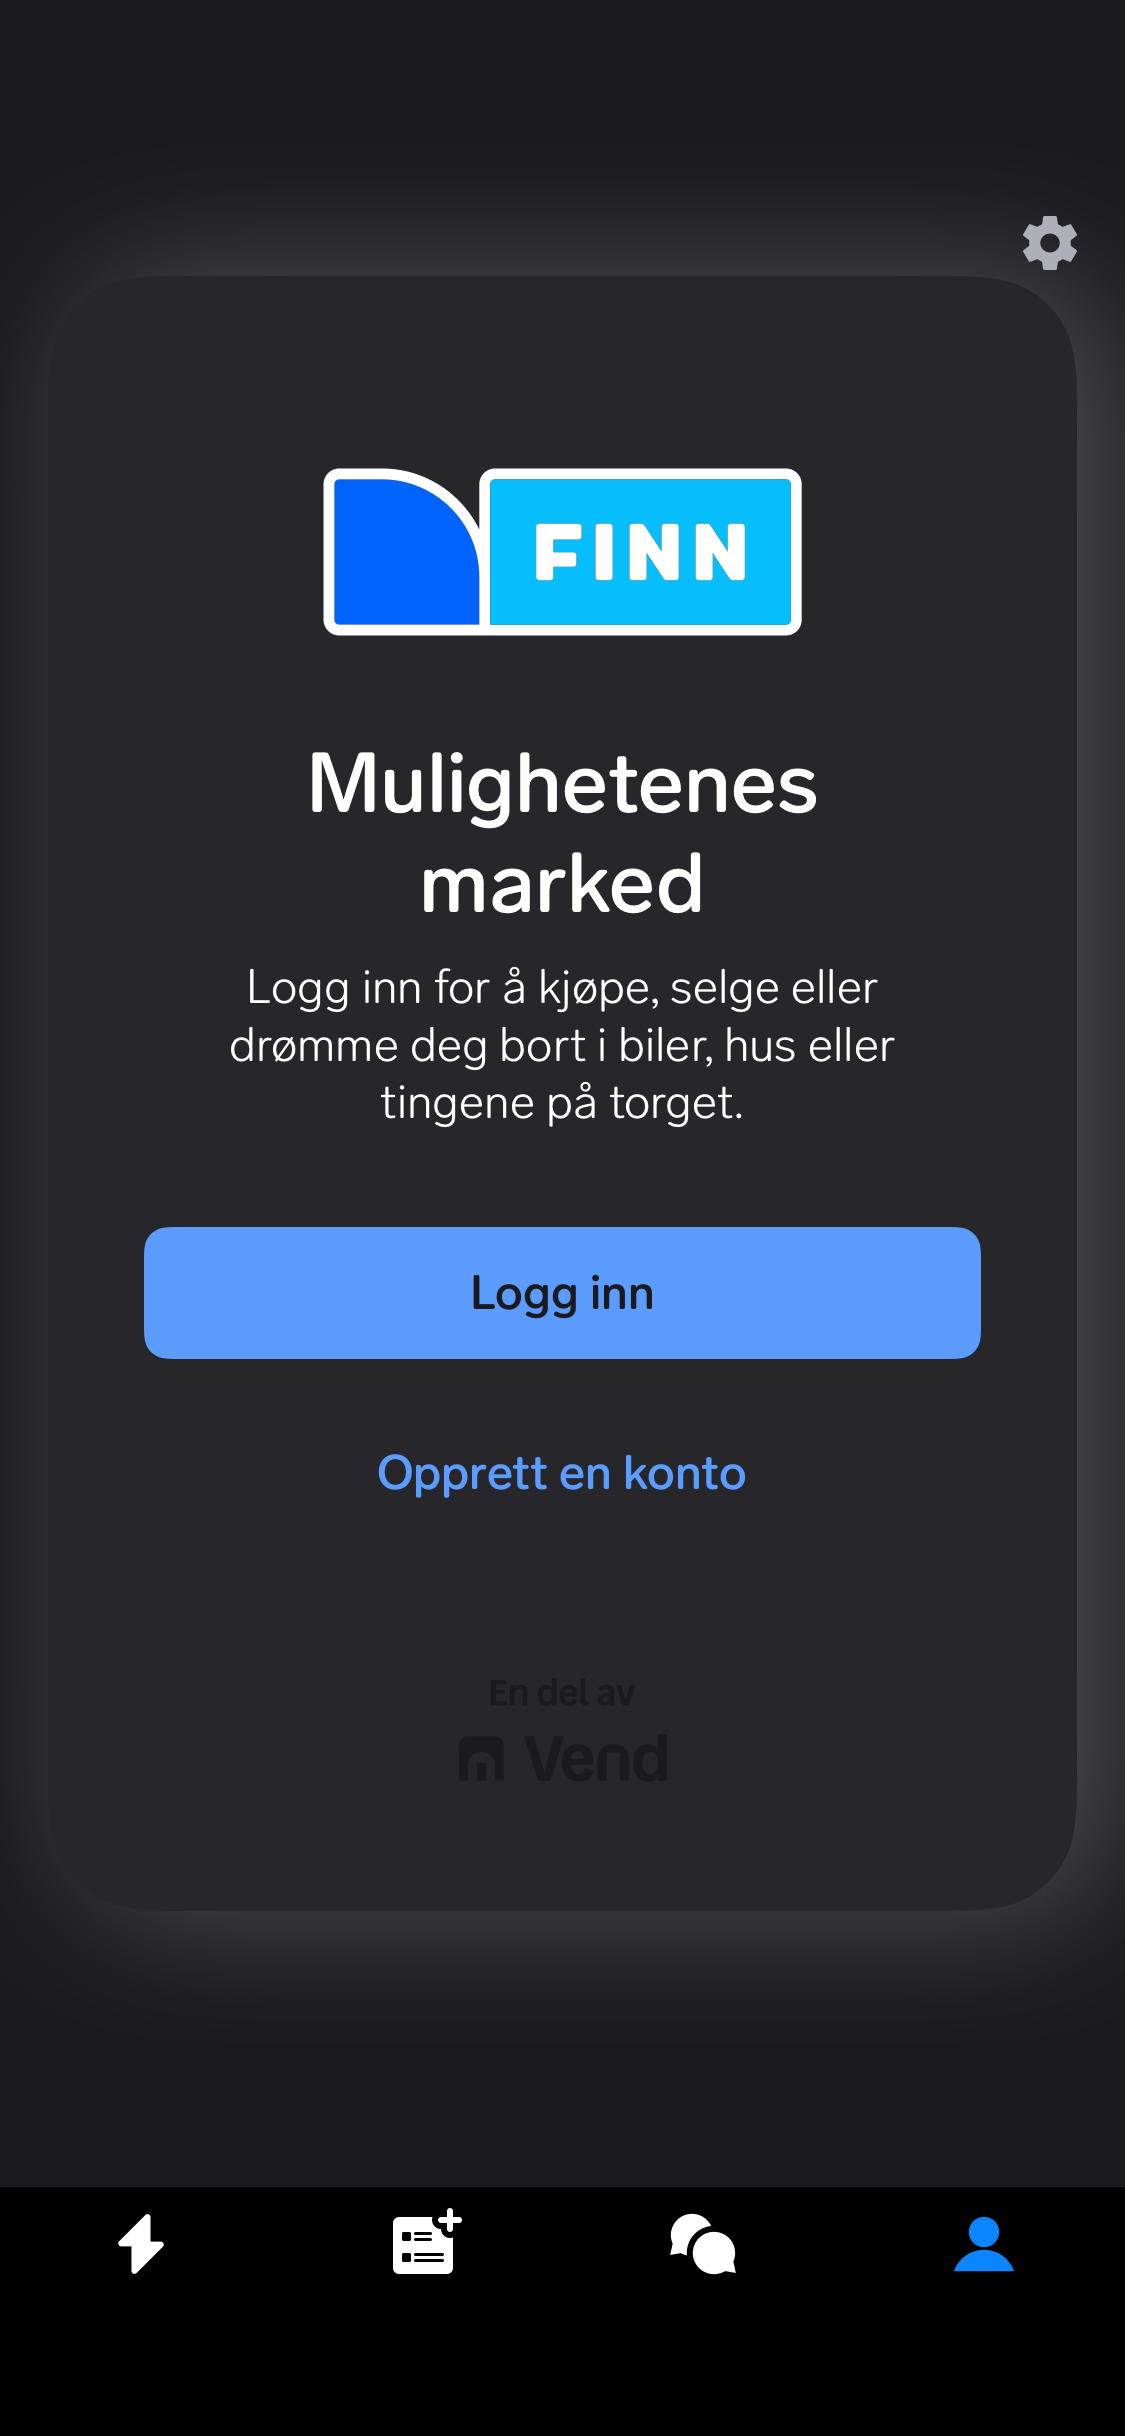 FINN
Mulighetenes
marked
Logg inn for å kjøpe, selge eller
drømme deg bort i biler, hus eller
tingene på torget.
Logg inn
Opprett en konto
En del av
Vend